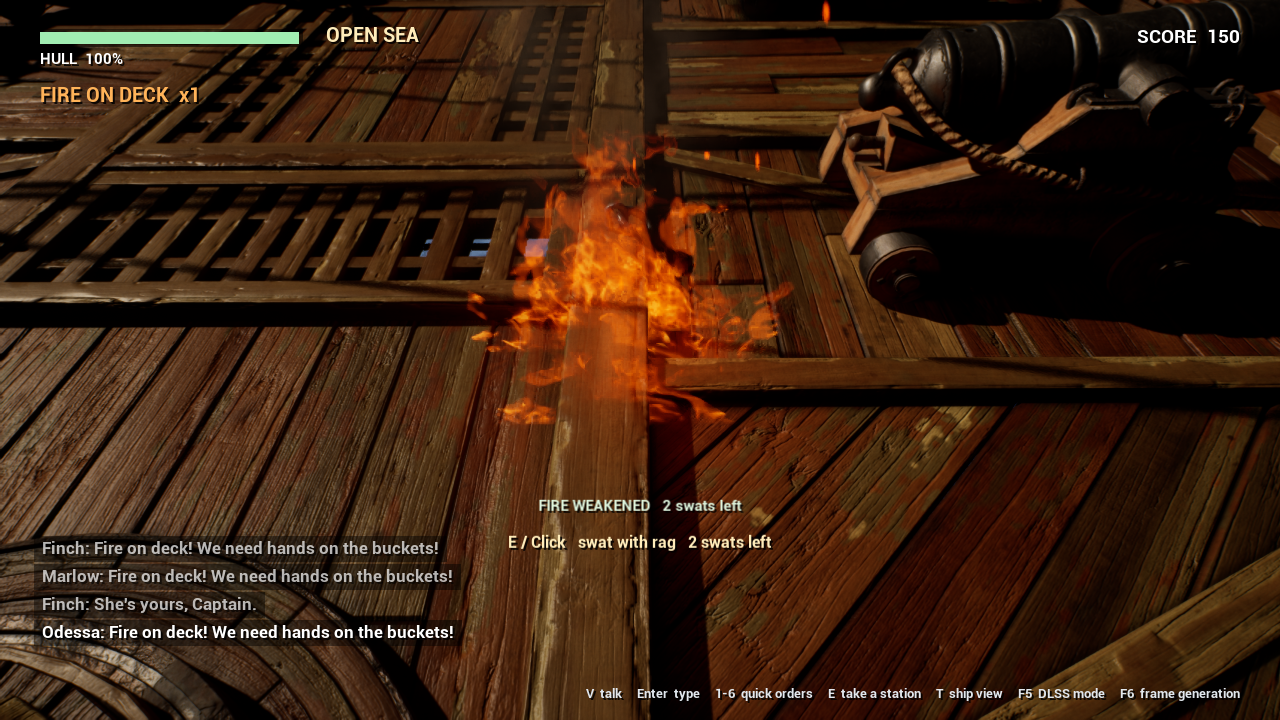 OPEN SEA
SCORE 150
HULL 100%
FIRE ON DECK x1
FIRE WEAKENED 2 swats left
E / Click swat with rag 2 swats left
Finch: Fire on deck! We need hands on the buckets!
Marlow: Fire on deck! We need hands on the buckets!
Finch: She's yours, Captain.
Odessa: Fire on deck! We need hands on the buckets!
V talk Enter type 1-6 quick orders E take a station T ship view F5 DLSS mode F6 frame generation